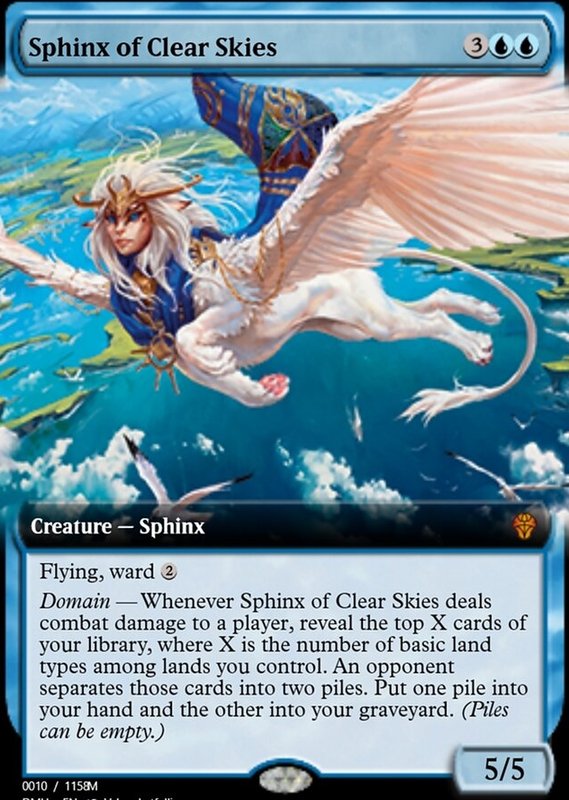 Sphinx of Clear Skies 3
Creature — Sphinx
Flying, ward 2
Domain — Whenever Sphinx of Clear Skies deals
combat damage to a player, reveal the top X cards of
your library, where X is the number of basic land
types among lands you control. An opponent
separates those cards into two piles. Put one pile into
your hand and the other into your graveyard. (Piles
can be empty.)
5/5
0010 / 1158M